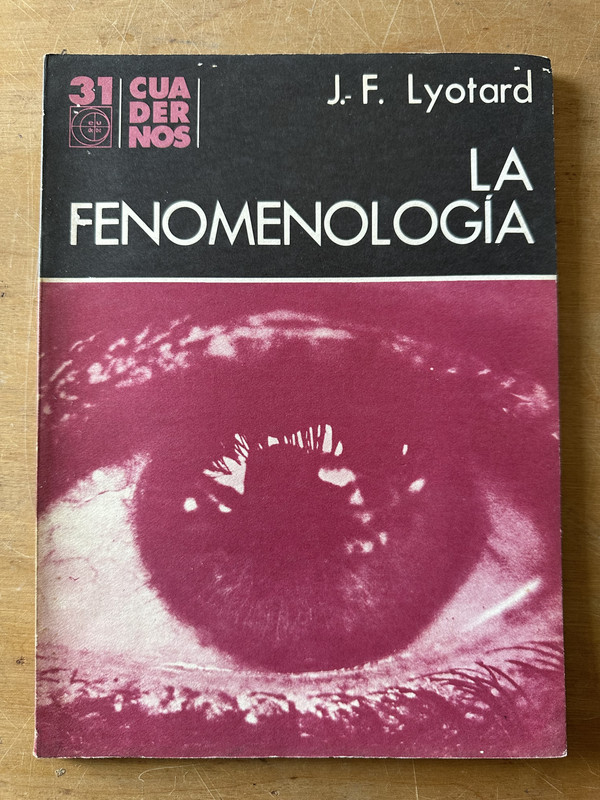 31
CUA
DER
NOS
J.-F. Lyotard
LA
FENOMENOLOGÍA